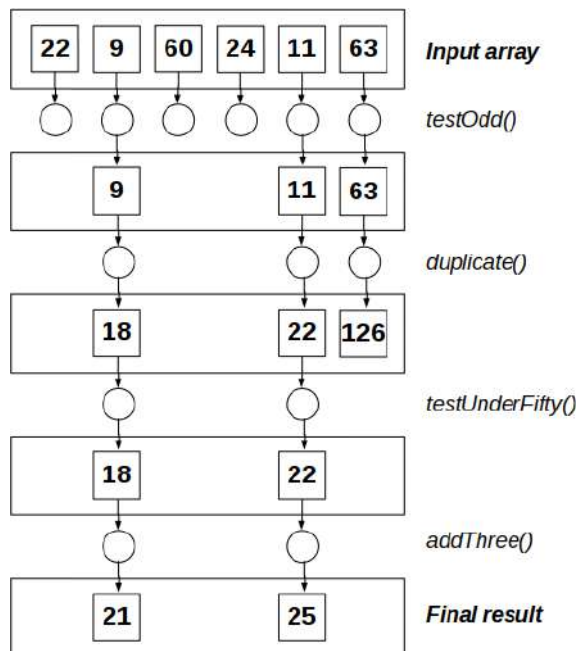 22 9 60 24 11 63 Input array
testOdd()
9 11 63
duplicate()
18 22 126
testUnderFifty()
18 22
addThree()
21 25 Final result